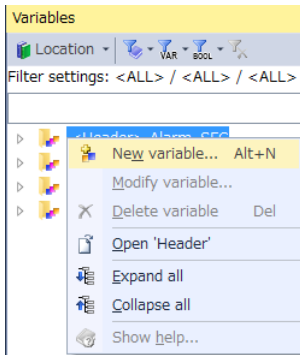 Variables
Location VAR BOOL
Filter settings: <ALL> / <ALL> / <ALL>
<Header> Alarm_SFC
New variable... Alt+N
Modify variable...
Delete variable Del
Open 'Header'
Expand all
Collapse all
Show help...